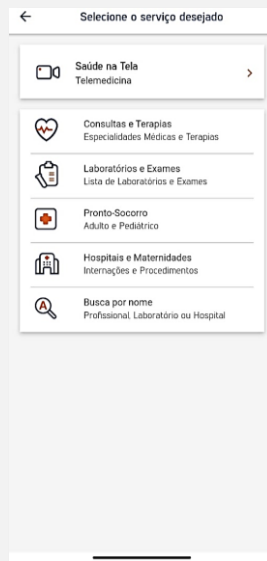 Selecione o serviço desejado
Saúde na Tela
Telemedicina
Consultas e Terapias
Especialidades Médicas e Terapias
Laboratórios e Exames
Lista de Laboratórios e Exames
Pronto-Socorro
Adulto e Pediátrico
Hospitais e Maternidades
Internações e Procedimentos
Busca por nome
Profissional, Laboratório ou Hospital